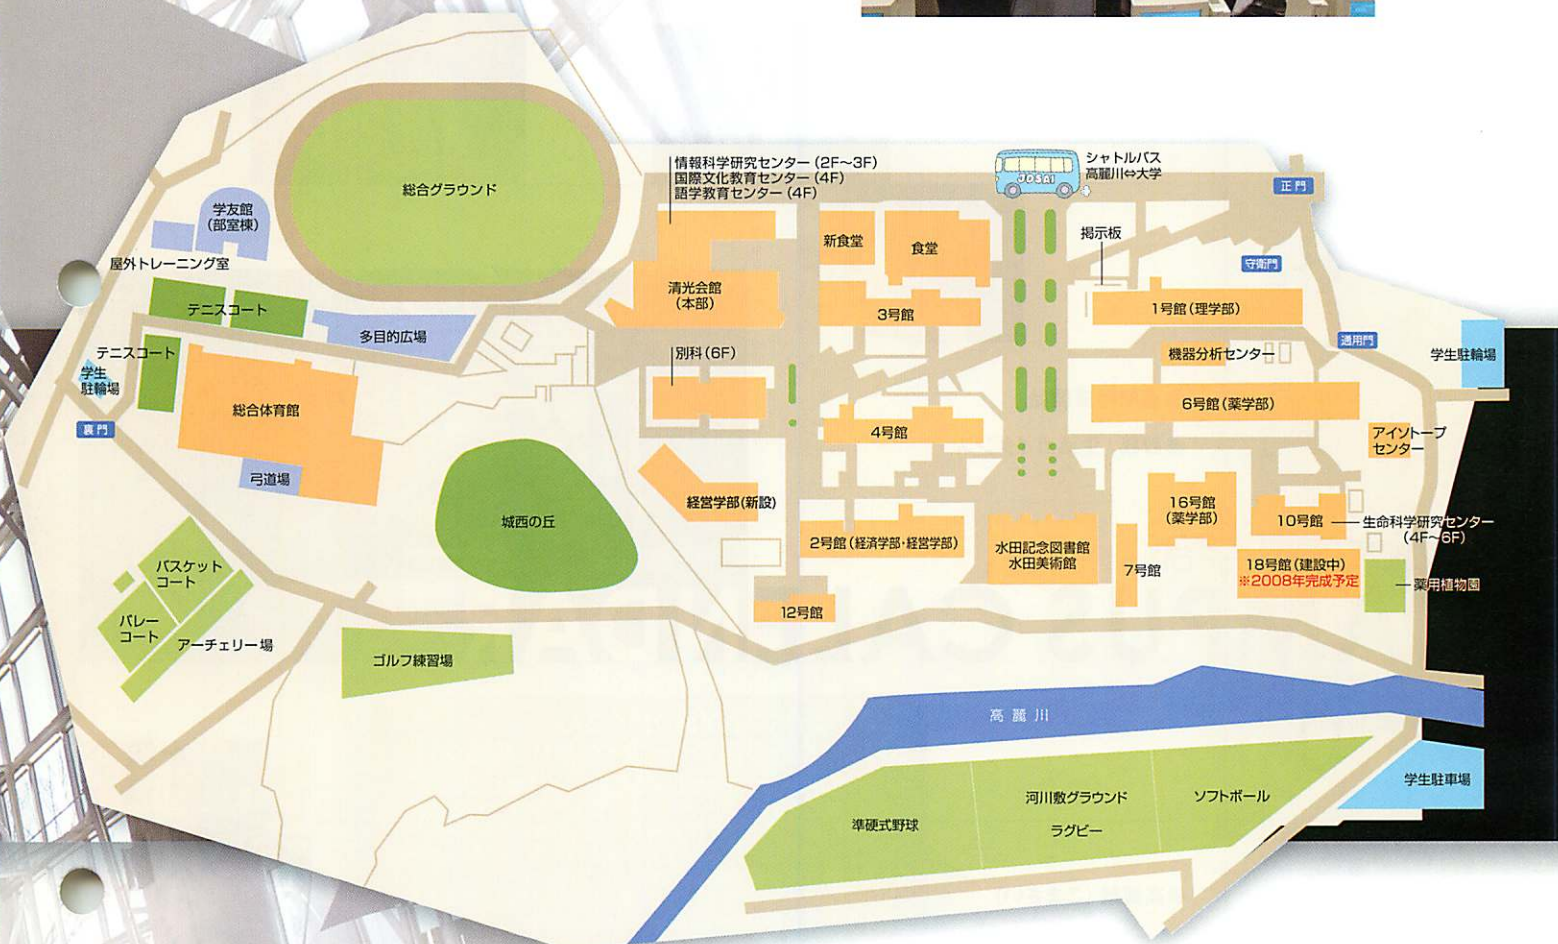 情報科学研究センター (2F〜3F)
国際文化教育センター (4F)
語学教育センター (4F)
JOSAI
シャトルバス
高麗川⇔大学
正門
総合グラウンド
学友館
(部室棟)
屋外トレーニング室
掲示板
新食堂
食堂
守衛門
清光会館
(本部)
テニスコート
多目的広場
3号館
1号館(理学部)
通用門
テニスコート
学生
駐輪場
別科(6F)
機器分析センター
学生駐輪場
総合体育館
6号館(薬学部)
裏門
4号館
アイソトープ
センター
弓道場
経営学部(新設)
16号館
(薬学部)
城西の丘
10号館
生命科学研究センター
(4F〜6F)
2号館(経済学部・経営学部)
水田記念図書館
水田美術館
7号館
18号館(建設中)
※2008年完成予定
薬用植物園
バスケット
コート
バレー
コート
アーチェリー場
12号館
ゴルフ練習場
高麗川
学生駐車場
準硬式野球
河川敷グラウンド
ラグビー
ソフトボール